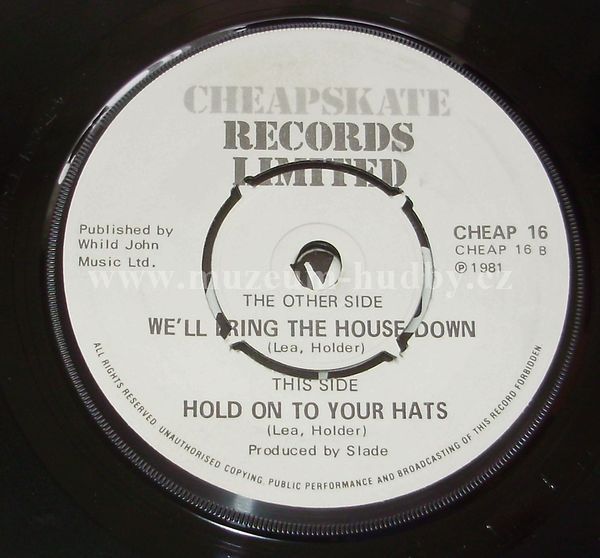 CHEAPSKATE
RECORDS
LIMITED
Published by
Whild John
Music Ltd.
CHEAP 16
CHEAP 16 B
Ⓟ 1981
www.muzeum-hudby.cz
THE OTHER SIDE
WE'LL BRING THE HOUSE DOWN
(Lea, Holder)
THIS SIDE
HOLD ON TO YOUR HATS
(Lea, Holder)
Produced by Slade
ALL RIGHTS RESERVED. UNAUTHORISED COPYING, PUBLIC PERFORMANCE AND BROADCASTING OF THIS RECORD FORBIDDEN.